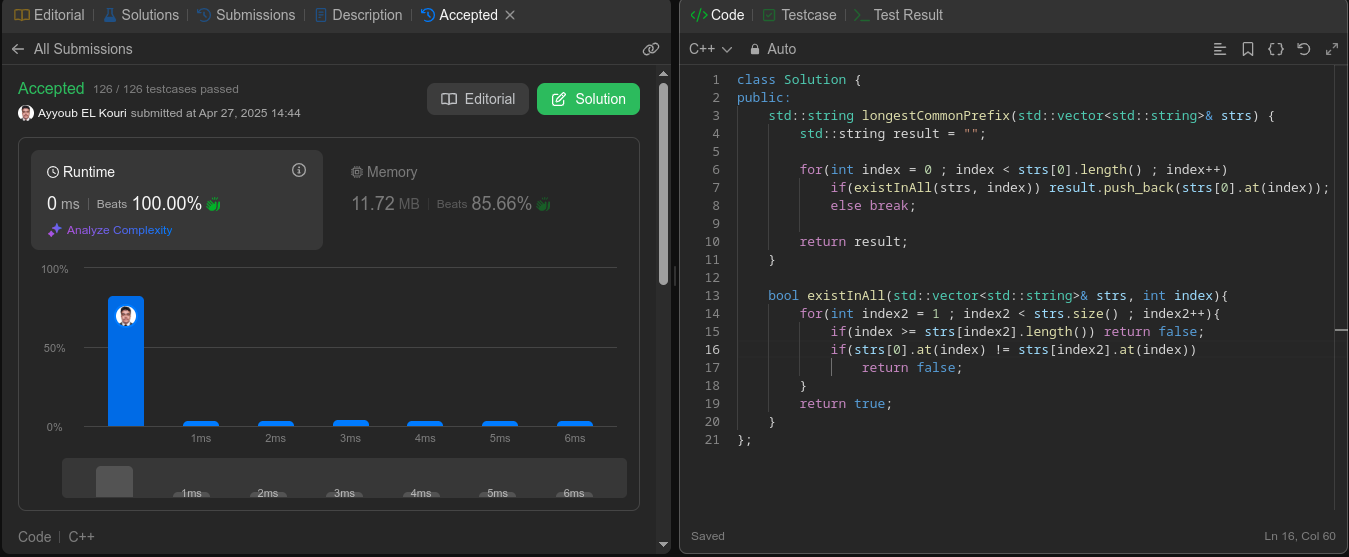 Editorial | Solutions | Submissions | Description | Accepted
All Submissions
Accepted 126 / 126 testcases passed
Ayyoub EL Kouri submitted at Apr 27, 2025 14:44
Editorial
Solution
Runtime
0 ms | Beats 100.00%
Analyze Complexity
Memory
11.72 MB | Beats 85.66%
100%
50%
0%
1ms 2ms 3ms 4ms 5ms 6ms
1ms 2ms 3ms 4ms 5ms 6ms
Code | C++
</> Code | Testcase | >_ Test Result
C++ Auto
1 class Solution {
2 public:
3     std::string longestCommonPrefix(std::vector<std::string>& strs) {
4         std::string result = "";
5
6         for(int index = 0 ; index < strs[0].length() ; index++)
7             if(existInAll(strs, index)) result.push_back(strs[0].at(index));
8             else break;
9
10         return result;
11     }
12
13     bool existInAll(std::vector<std::string>& strs, int index){
14         for(int index2 = 1 ; index2 < strs.size() ; index2++){
15             if(index >= strs[index2].length()) return false;
16             if(strs[0].at(index) != strs[index2].at(index))
17                 return false;
18         }
19         return true;
20     }
21 };
Saved
Ln 16, Col 60